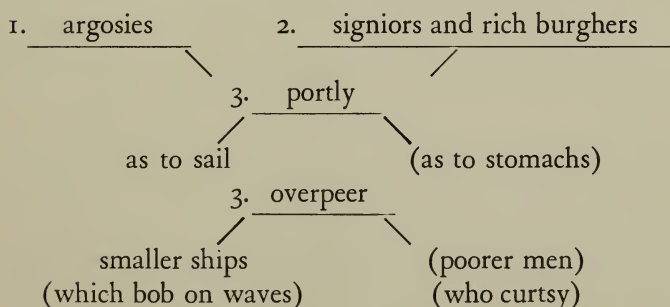 1. argosies 2. signiors and rich burghers
3. portly
as to sail (as to stomachs)
3. overpeer
smaller ships (poorer men)
(which bob on waves) (who curtsy)